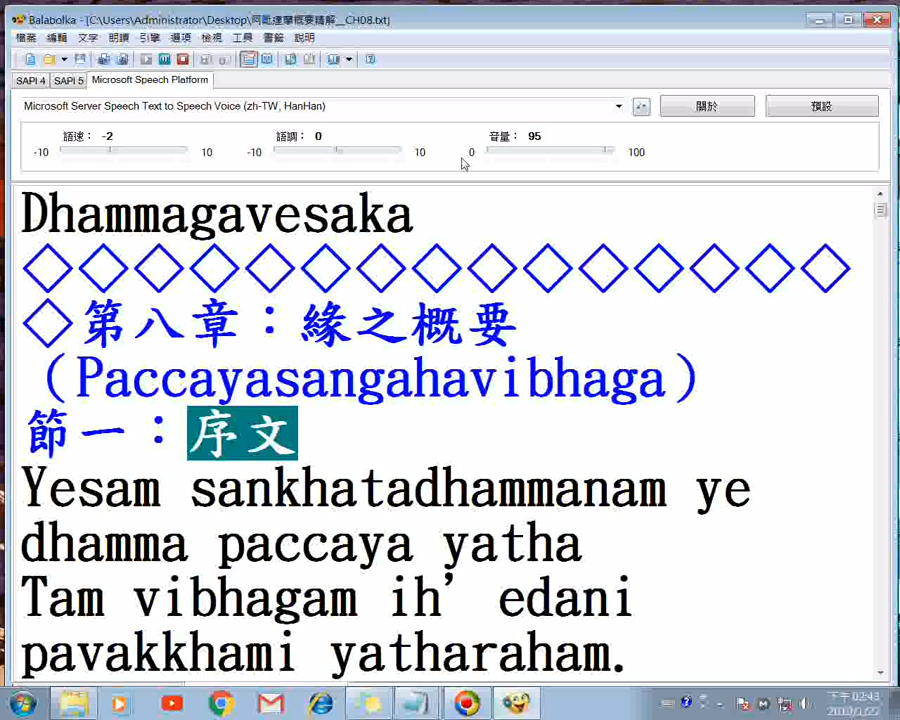 Balabolka - [C:\Users\Administrator\Desktop\阿毗達摩概要精解__CH08.txt]
檔案 編輯 文字 朗讀 引擎 選項 檢視 工具 書籤 說明
SAPI 4 SAPI 5 Microsoft Speech Platform
Microsoft Server Speech Text to Speech Voice (zh-TW, HanHan) 關於 預設
語速： -2 語調： 0 音量： 95
-10 10 -10 10 0 100
Dhammagavesaka
◇◇◇◇◇◇◇◇◇◇◇◇◇◇◇
◇第八章：緣之概要
（Paccayasangahavibhaga）
節一：序文
Yesam sankhatadhammanam ye
dhamma paccaya yatha
Tam vibhagam ih’ edani
pavakkhami yatharaham.
下午 02:43